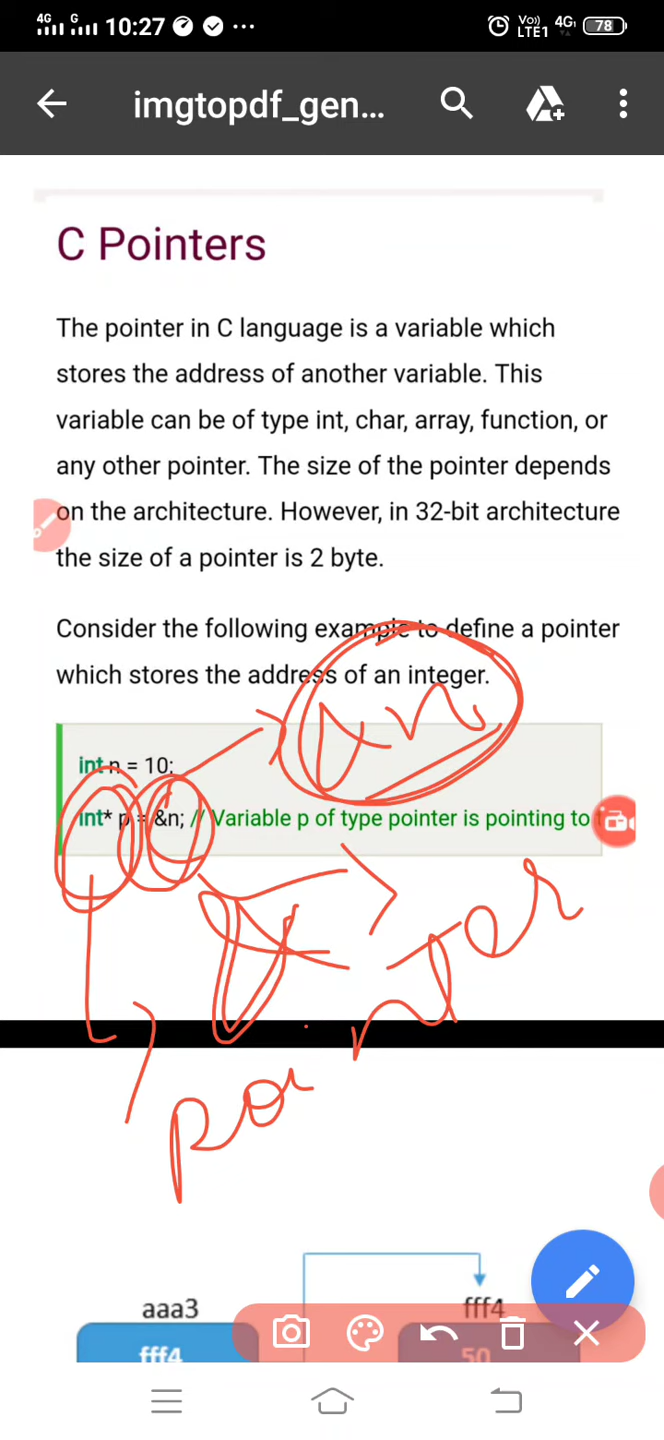 4G G 10:27 ... Vo)) LTE1 4G 78
imgtopdf_gen...
C Pointers
The pointer in C language is a variable which
stores the address of another variable. This
variable can be of type int, char, array, function, or
any other pointer. The size of the pointer depends
on the architecture. However, in 32-bit architecture
the size of a pointer is 2 byte.
Consider the following example to define a pointer
which stores the address of an integer.
&n
int n = 10;
int* p = &n; // Variable p of type pointer is pointing to
&
pointer
aaa3 fff4
fff4 50